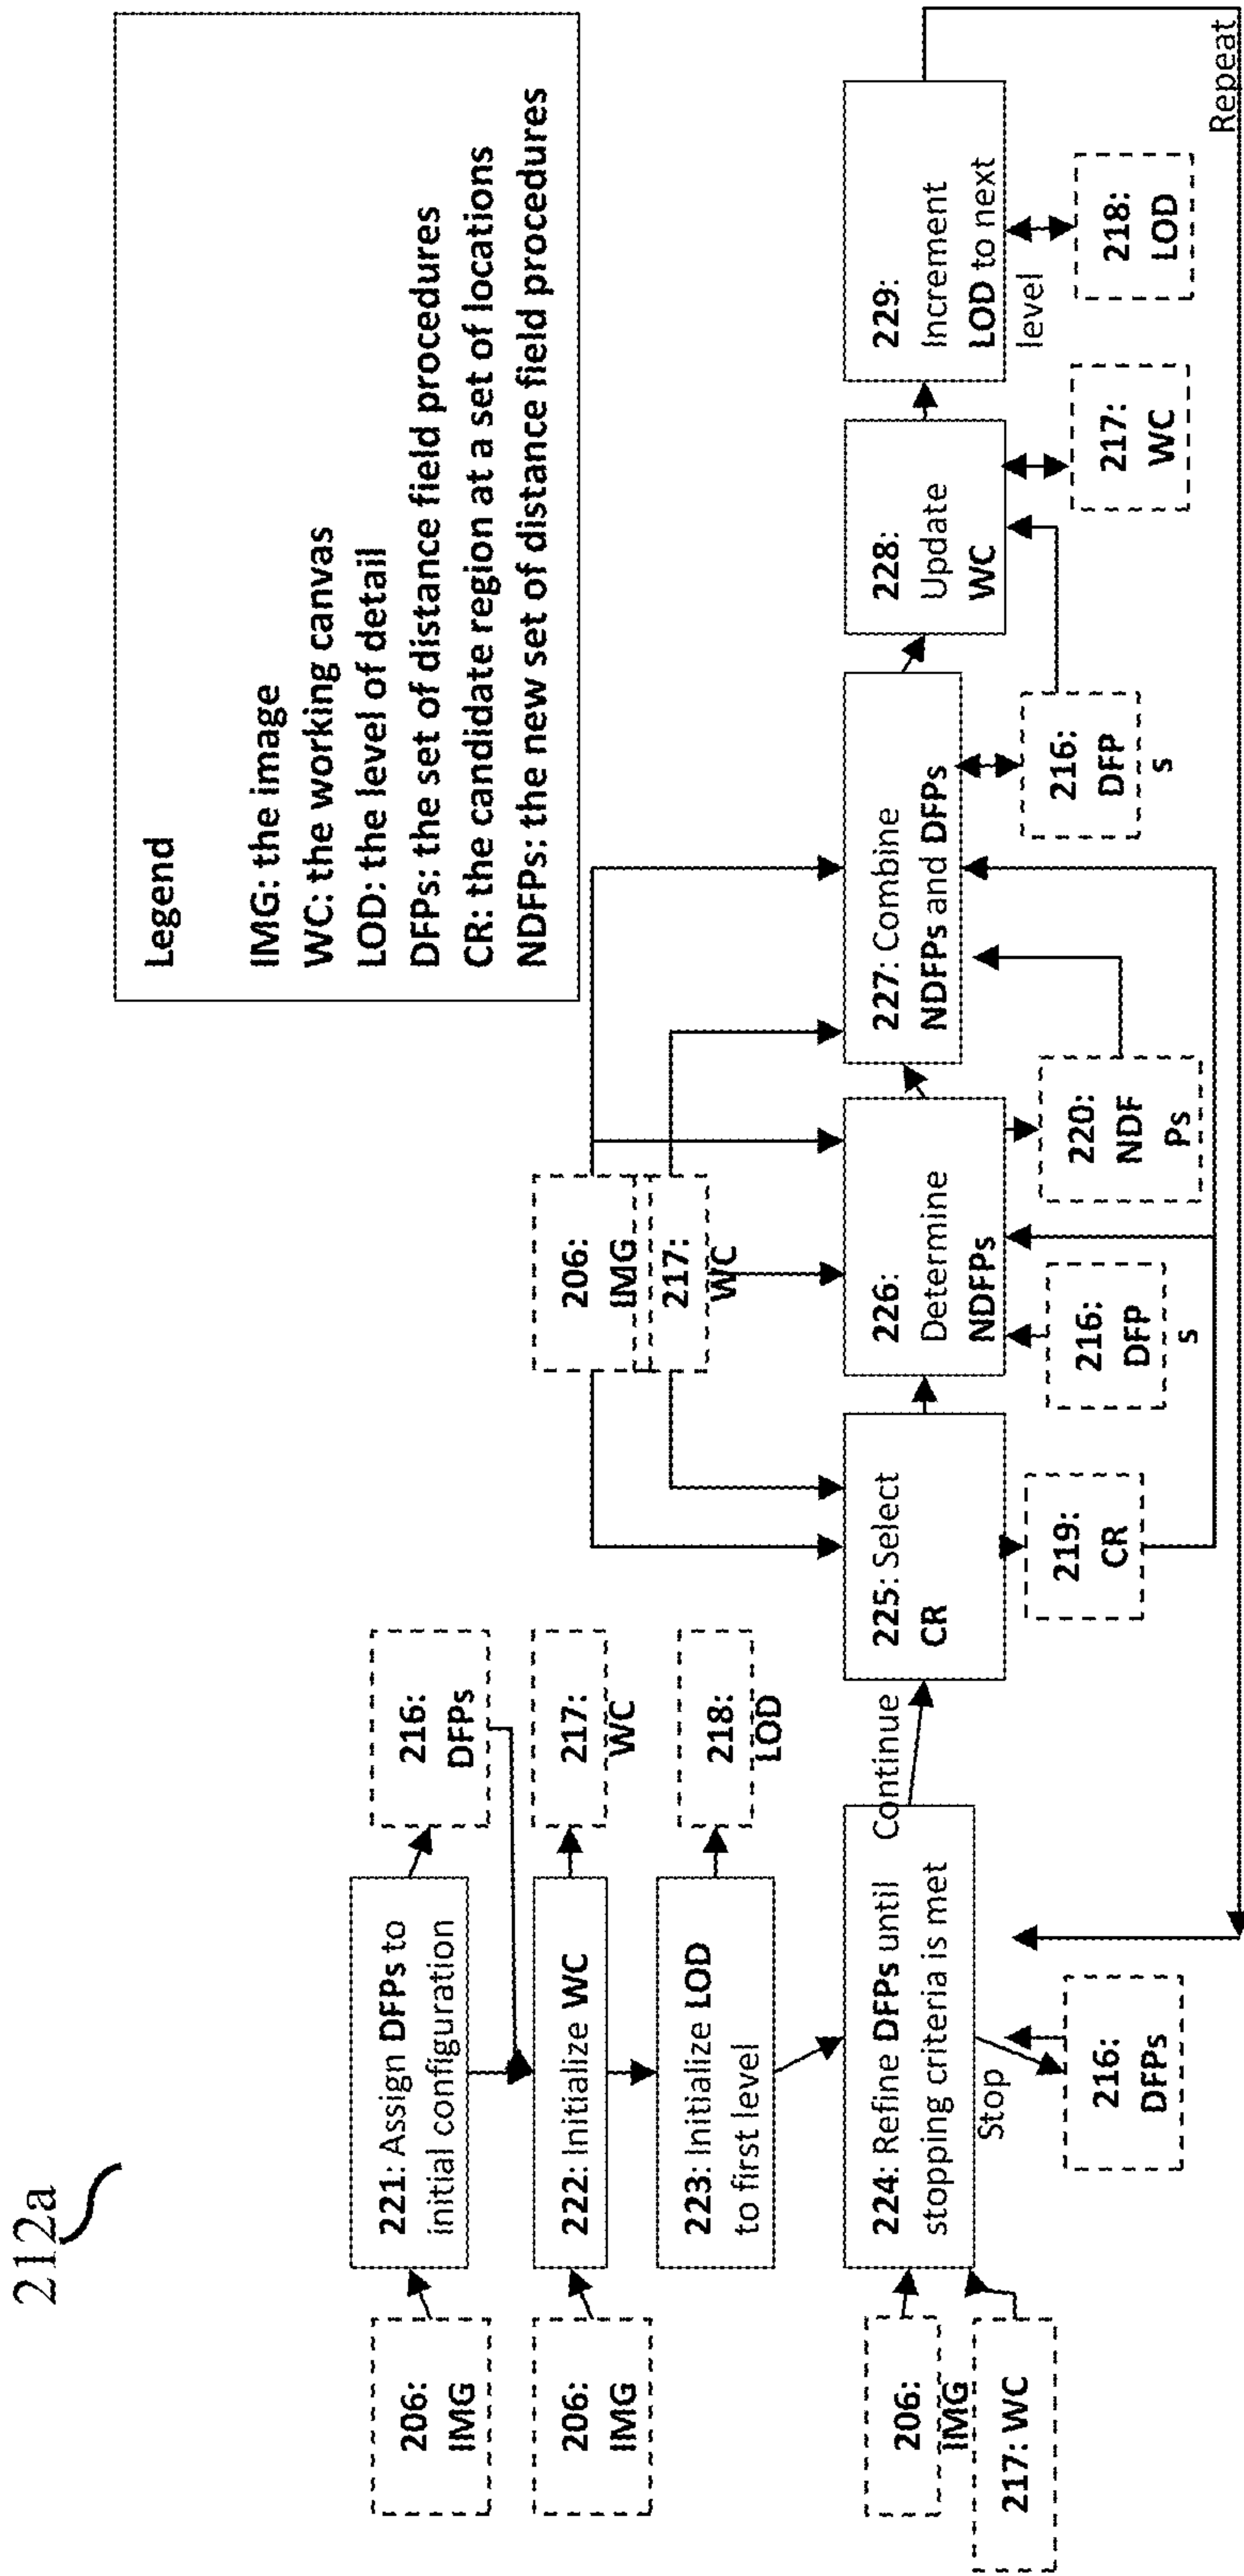 212a
Legend
IMG: the image
WC: the working canvas
LOD: the level of detail
DFPs: the set of distance field procedures
CR: the candidate region at a set of locations
NDFPs: the new set of distance field procedures
206:
IMG
221: Assign DFPs to
initial configuration
216:
DFPs
206:
IMG
222: Initialize WC
217:
WC
223: Initialize LOD
to first level
218:
LOD
206:
IMG
217: WC
224: Refine DFPs until
stopping criteria is met
Continue
Stop
216:
DFPs
206:
IMG
217:
WC
225: Select
CR
219:
CR
226:
Determine
NDFPs
216:
DFP
s
220:
NDF
Ps
227: Combine
NDFPs and DFPs
216:
DFP
s
228:
Update
WC
217:
WC
229:
Increment
LOD to next
level
218:
LOD
Repeat